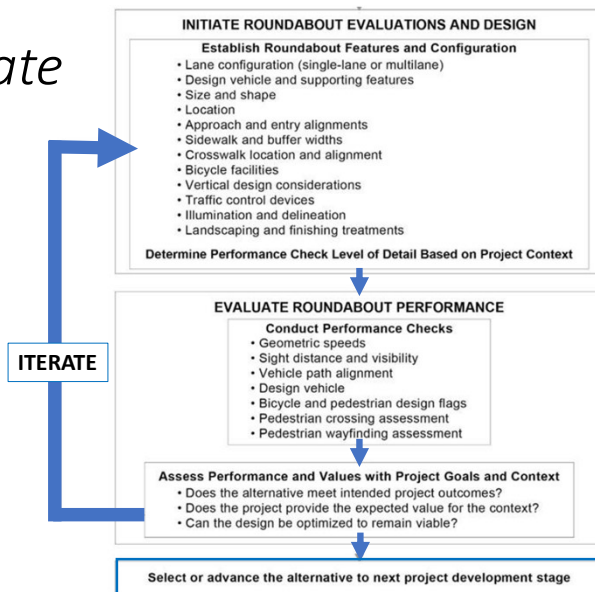 ate
INITIATE ROUNDABOUT EVALUATIONS AND DESIGN
Establish Roundabout Features and Configuration
• Lane configuration (single-lane or multilane)
• Design vehicle and supporting features
• Size and shape
• Location
• Approach and entry alignments
• Sidewalk and buffer widths
• Crosswalk location and alignment
• Bicycle facilities
• Vertical design considerations
• Traffic control devices
• Illumination and delineation
• Landscaping and finishing treatments
Determine Performance Check Level of Detail Based on Project Context
EVALUATE ROUNDABOUT PERFORMANCE
Conduct Performance Checks
• Geometric speeds
• Sight distance and visibility
• Vehicle path alignment
• Design vehicle
• Bicycle and pedestrian design flags
• Pedestrian crossing assessment
• Pedestrian wayfinding assessment
ITERATE
Assess Performance and Values with Project Goals and Context
• Does the alternative meet intended project outcomes?
• Does the project provide the expected value for the context?
• Can the design be optimized to remain viable?
Select or advance the alternative to next project development stage